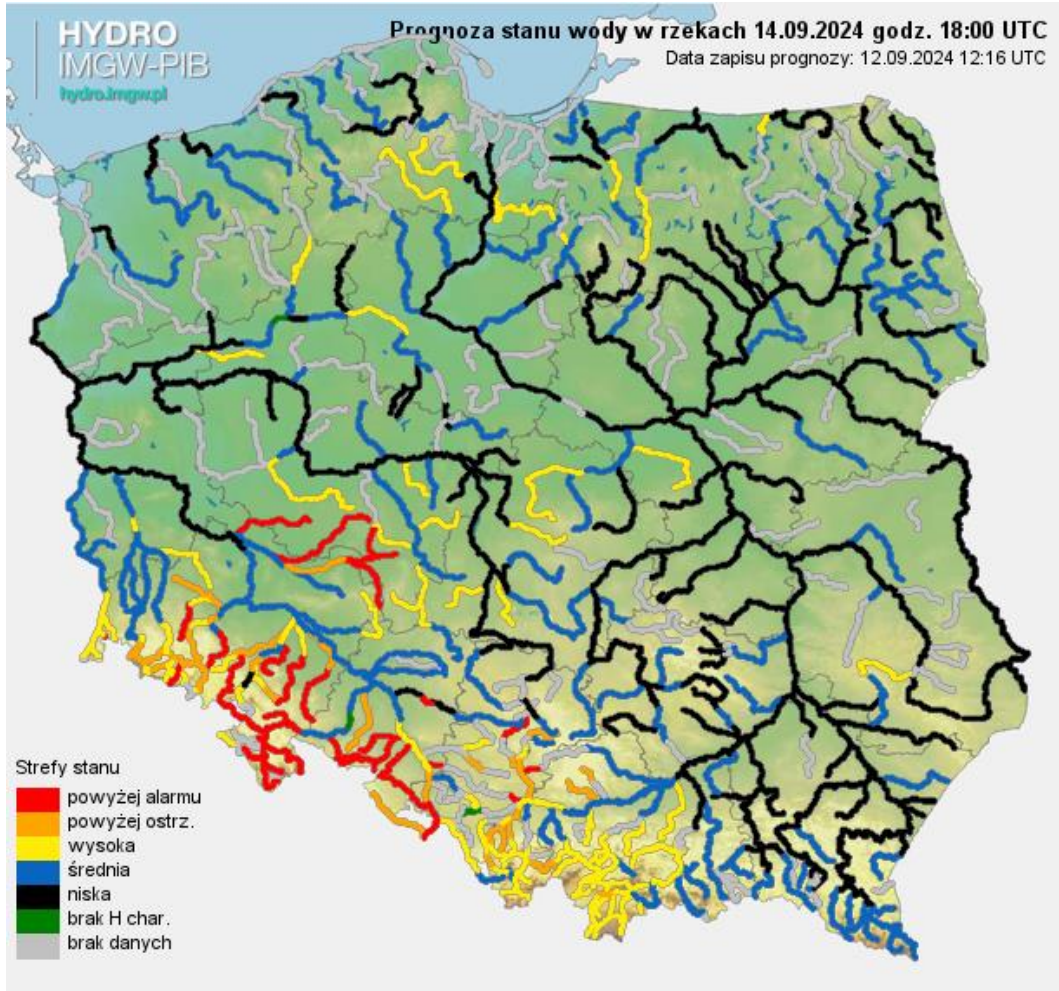 HYDRO
IMGW-PIB
hydro.imgw.pl
Prognoza stanu wody w rzekach 14.09.2024 godz. 18:00 UTC
Data zapisu prognozy: 12.09.2024 12:16 UTC
Strefy stanu
powyżej alarmu
powyżej ostrz.
wysoka
średnia
niska
brak H char.
brak danych